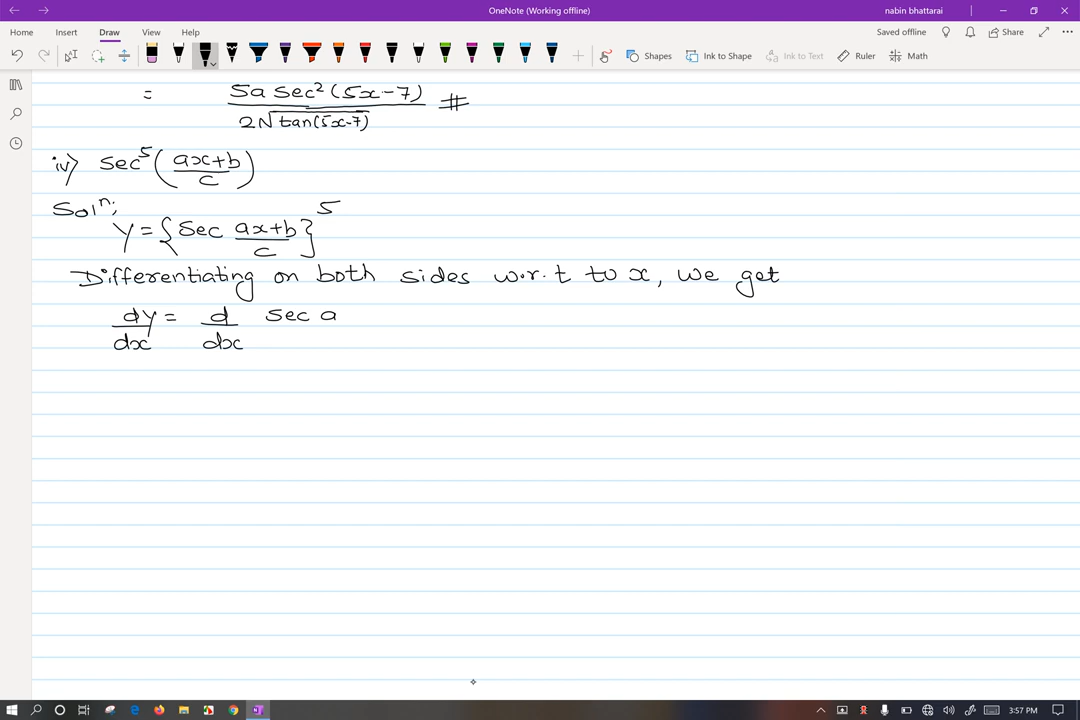 OneNote (Working offline)
nabin bhattarai
Home Insert Draw View Help
Saved offline Share
Shapes Ink to Shape Ink to Text Ruler Math
= 5a sec²(5x-7) / 2√tan(5x-7) #
iv) sec⁵(ax+b / c)
Solⁿ;
y = {sec ax+b / c}⁵
Differentiating on both sides w.r.t to x, we get
dy/dx = d/dx sec a
3:57 PM